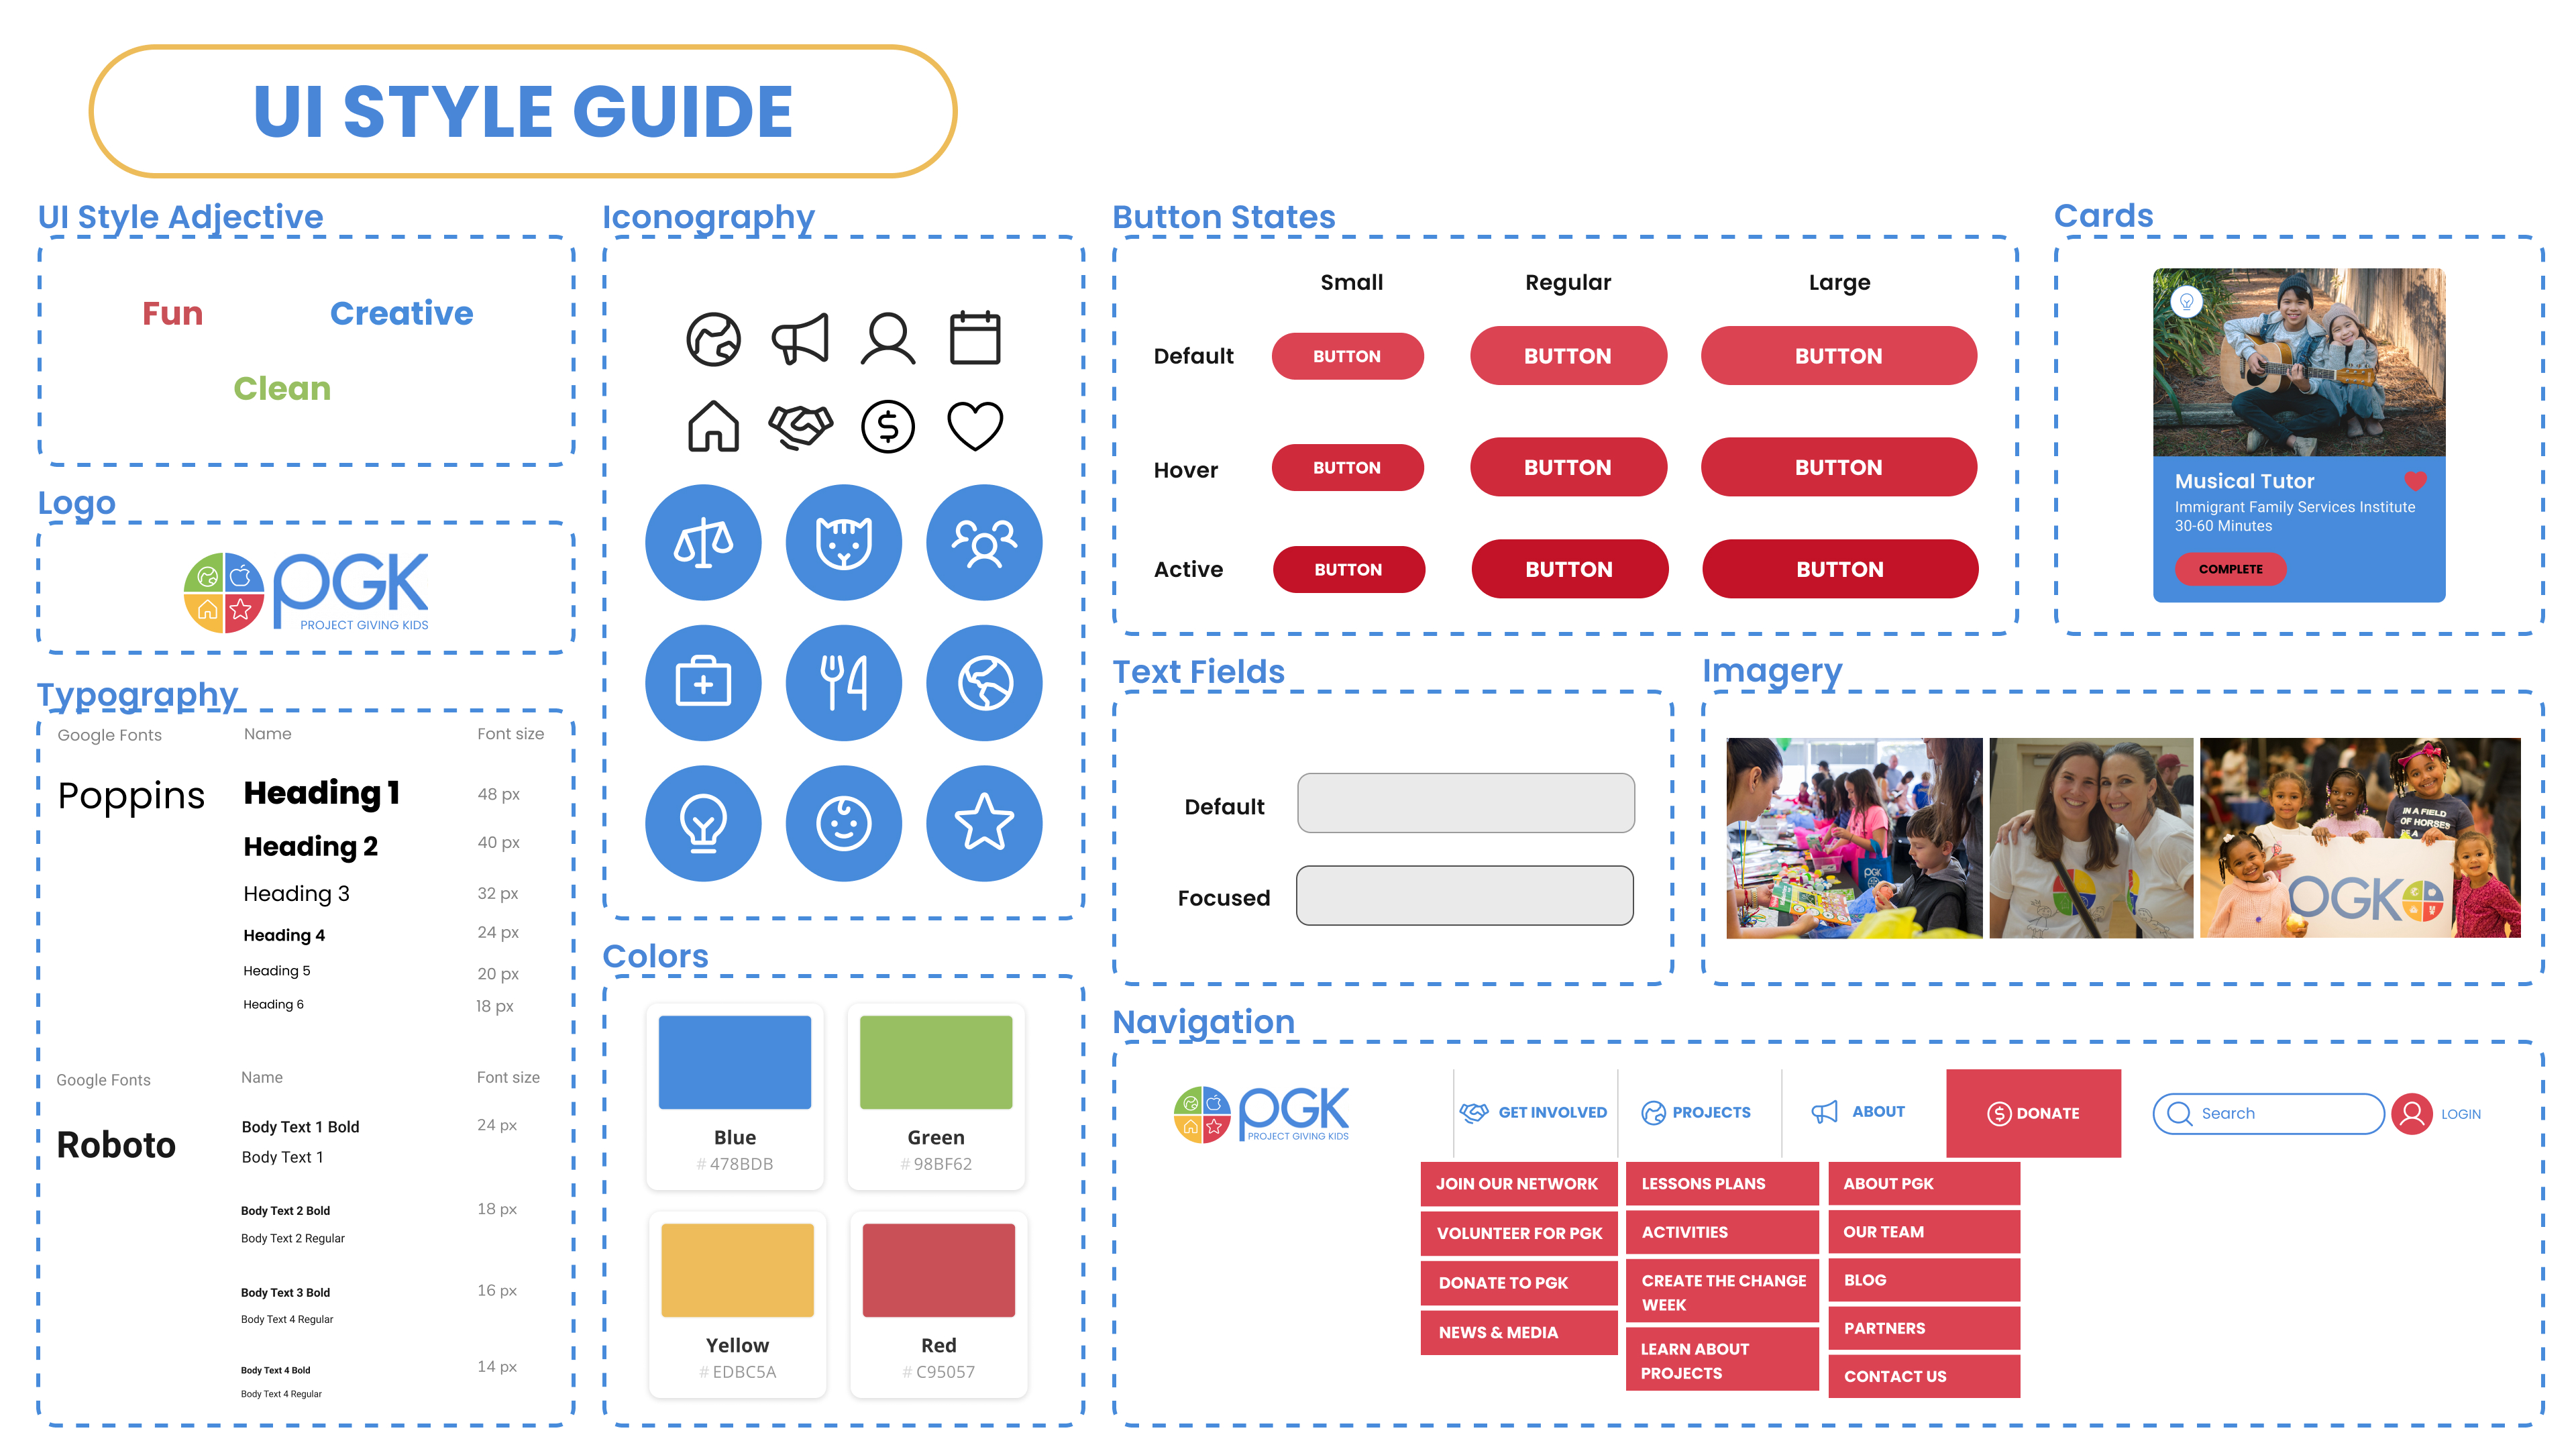 UI STYLE GUIDE
UI Style Adjective
Fun
Creative
Clean
Logo
PGK
PROJECT GIVING KIDS
Typography
Google Fonts Name Font size
Poppins
Heading 1 48 px
Heading 2 40 px
Heading 3 32 px
Heading 4 24 px
Heading 5 20 px
Heading 6 18 px
Google Fonts Name Font size
Roboto
Body Text 1 Bold 24 px
Body Text 1
Body Text 2 Bold 18 px
Body Text 2 Regular
Body Text 3 Bold 16 px
Body Text 4 Regular
Body Text 4 Bold 14 px
Body Text 4 Regular
Iconography
Colors
Blue
#478BDB
Green
#98BF62
Yellow
#EDBC5A
Red
#C95057
Button States
Small Regular Large
Default BUTTON BUTTON BUTTON
Hover BUTTON BUTTON BUTTON
Active BUTTON BUTTON BUTTON
Cards
Musical Tutor
Immigrant Family Services Institute
30-60 Minutes
COMPLETE
Text Fields
Default
Focused
Imagery
PGK
IN A FIELD
OF HORSES
BE A
PGK
Navigation
PGK
PROJECT GIVING KIDS
GET INVOLVED
PROJECTS
ABOUT
DONATE
Search
LOGIN
JOIN OUR NETWORK
VOLUNTEER FOR PGK
DONATE TO PGK
NEWS & MEDIA
LESSONS PLANS
ACTIVITIES
CREATE THE CHANGE
WEEK
LEARN ABOUT
PROJECTS
ABOUT PGK
OUR TEAM
BLOG
PARTNERS
CONTACT US